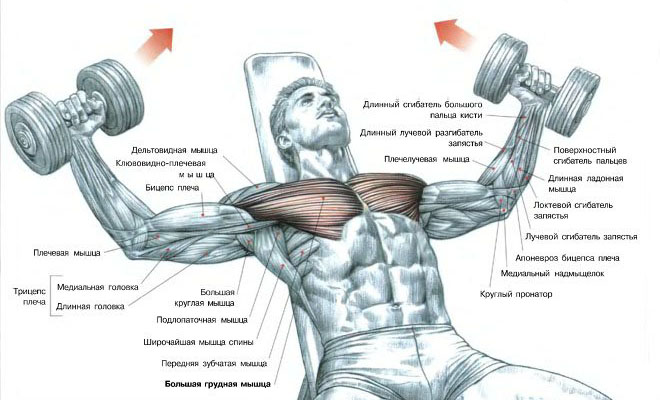 Дельтовидная мышца
Клювовидно-плечевая
мышца
Бицепс плеча
Плечевая мышца
Трицепс
плеча
Медиальная головка
Длинная головка
Большая
круглая мышца
Подлопаточная мышца
Широчайшая мышца спины
Передняя зубчатая мышца
Большая грудная мышца
Длинный сгибатель большого
пальца кисти
Длинный лучевой разгибатель
запястья
Плечелучевая мышца
Поверхностный
сгибатель пальцев
Длинная ладонная
мышца
Локтевой сгибатель
запястья
Лучевой сгибатель запястья
Апоневроз бицепса плеча
Медиальный надмыщелок
Круглый пронатор